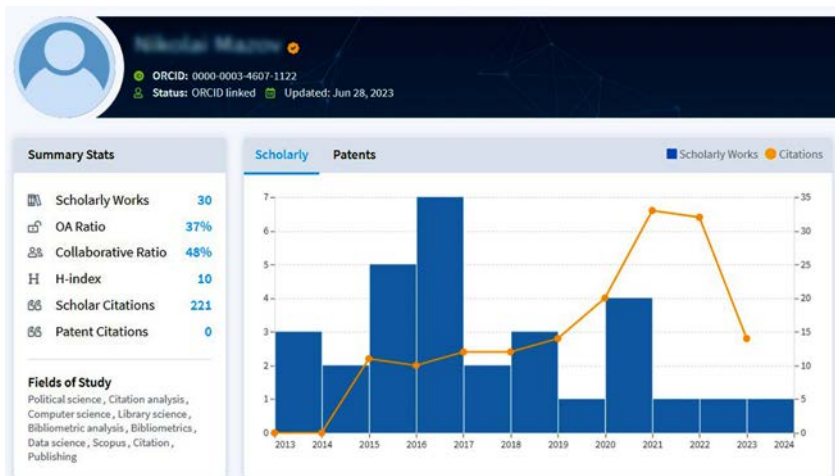 ORCID: 0000-0003-4607-1122
Status: ORCID linked Updated: Jun 28, 2023
Summary Stats
Scholarly Works 30
OA Ratio 37%
Collaborative Ratio 48%
H H-index 10
Scholar Citations 221
Patent Citations 0
Fields of Study
Political science, Citation analysis,
Computer science, Library science,
Bibliometric analysis, Bibliometrics,
Data science, Scopus, Citation,
Publishing
Scholarly Patents Scholarly Works Citations
7 35
6 30
5 25
4 20
3 15
2 10
1 5
0 0
2013 2014 2015 2016 2017 2018 2019 2020 2021 2022 2023 2024